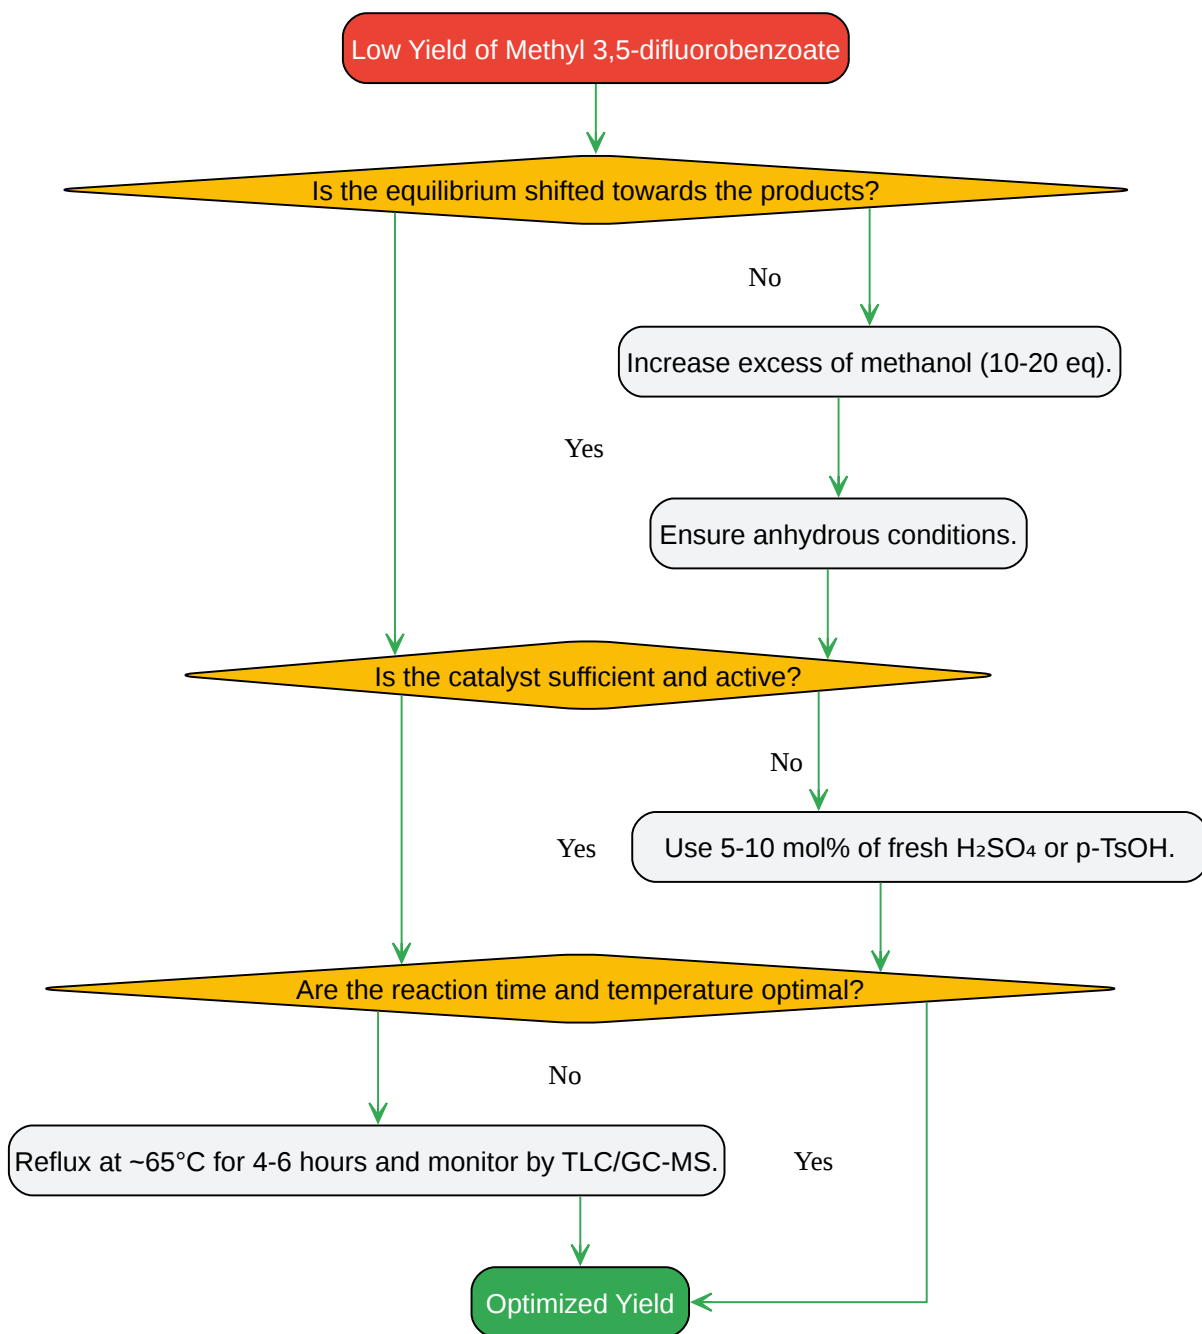 Low Yield of Methyl 3,5-difluorobenzoate
Is the equilibrium shifted towards the products?
No
Increase excess of methanol (10-20 eq).
Yes
Ensure anhydrous conditions.
Is the catalyst sufficient and active?
No
Use 5-10 mol% of fresh H₂SO₄ or p-TsOH.
Yes
Are the reaction time and temperature optimal?
No
Reflux at ~65°C for 4-6 hours and monitor by TLC/GC-MS.
Yes
Optimized Yield